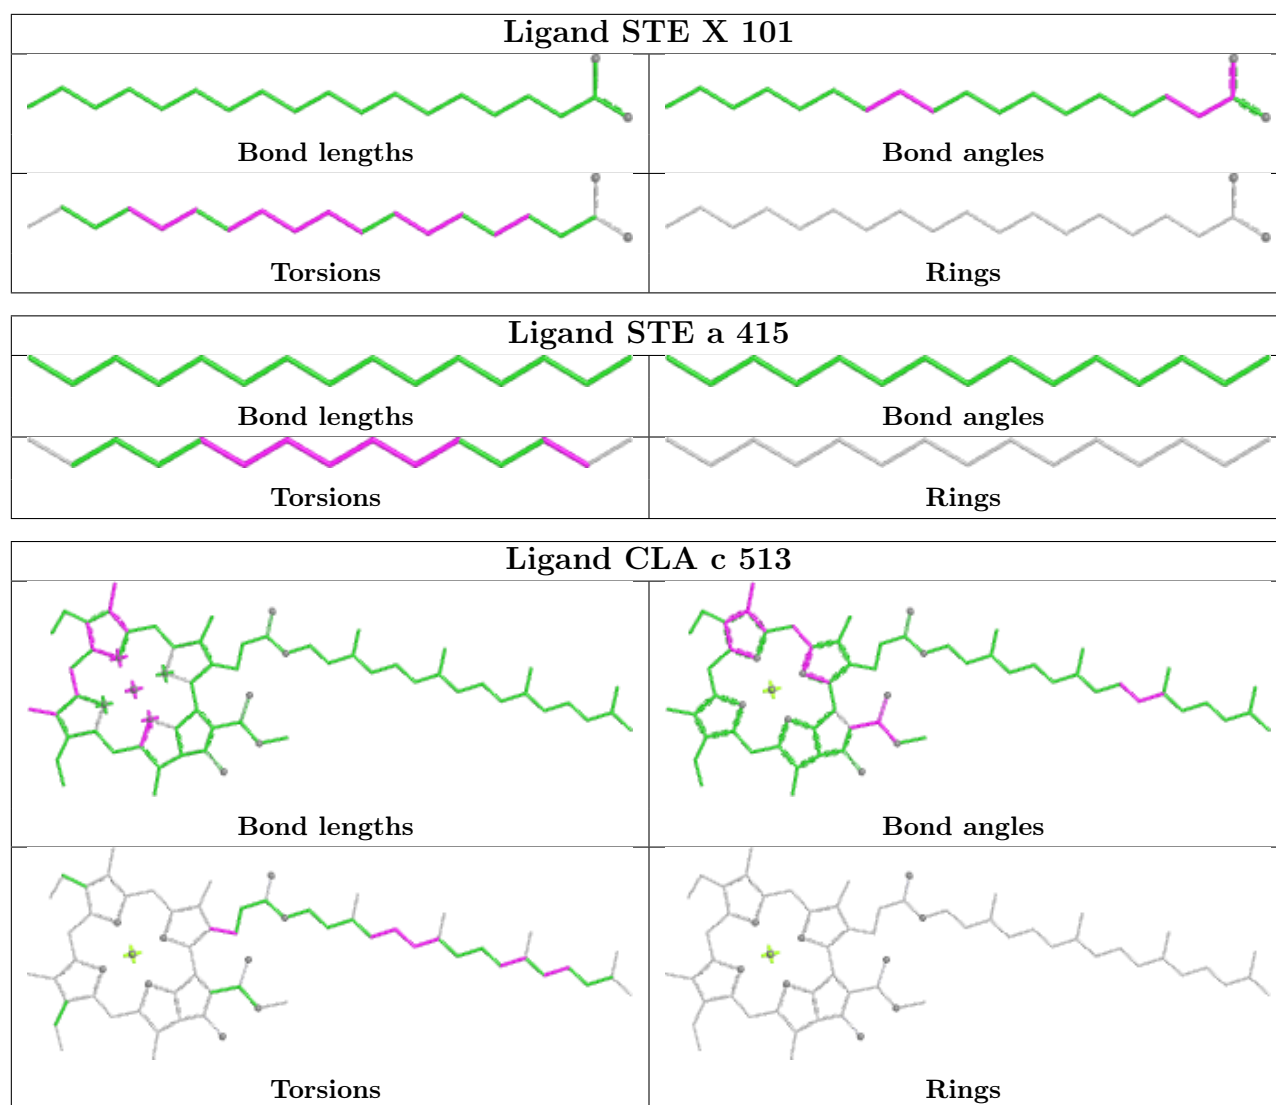 Ligand STE X 101
Bond lengths
Bond angles
Torsions
Rings
Ligand STE a 415
Bond lengths
Bond angles
Torsions
Rings
Ligand CLA c 513
Bond lengths
Bond angles
Torsions
Rings